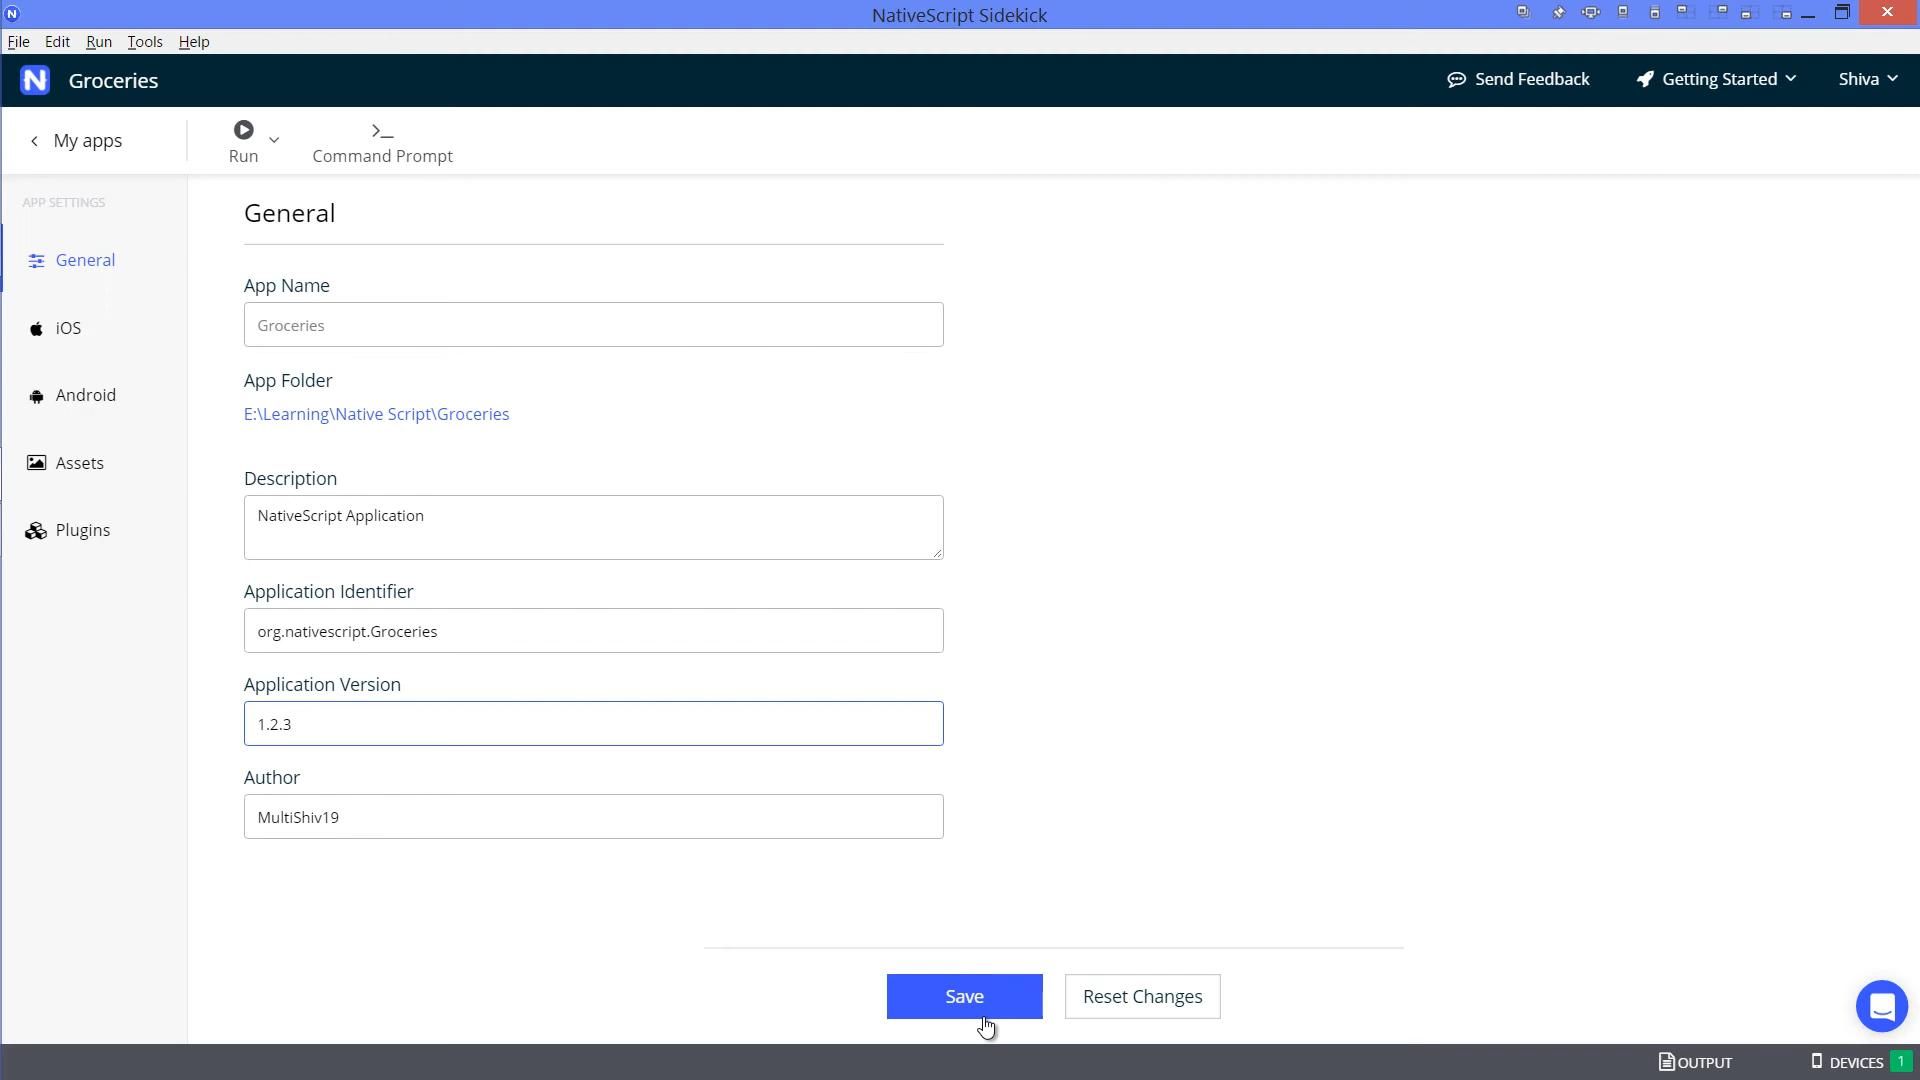 NativeScript Sidekick
File Edit Run Tools Help
Groceries
Send Feedback
Getting Started
Shiva
My apps
Run
Command Prompt
APP SETTINGS
General
iOS
Android
Assets
Plugins
General
App Name
Groceries
App Folder
E:\Learning\Native Script\Groceries
Description
NativeScript Application
Application Identifier
org.nativescript.Groceries
Application Version
1.2.3
Author
MultiShiv19
Save
Reset Changes
OUTPUT
DEVICES 1